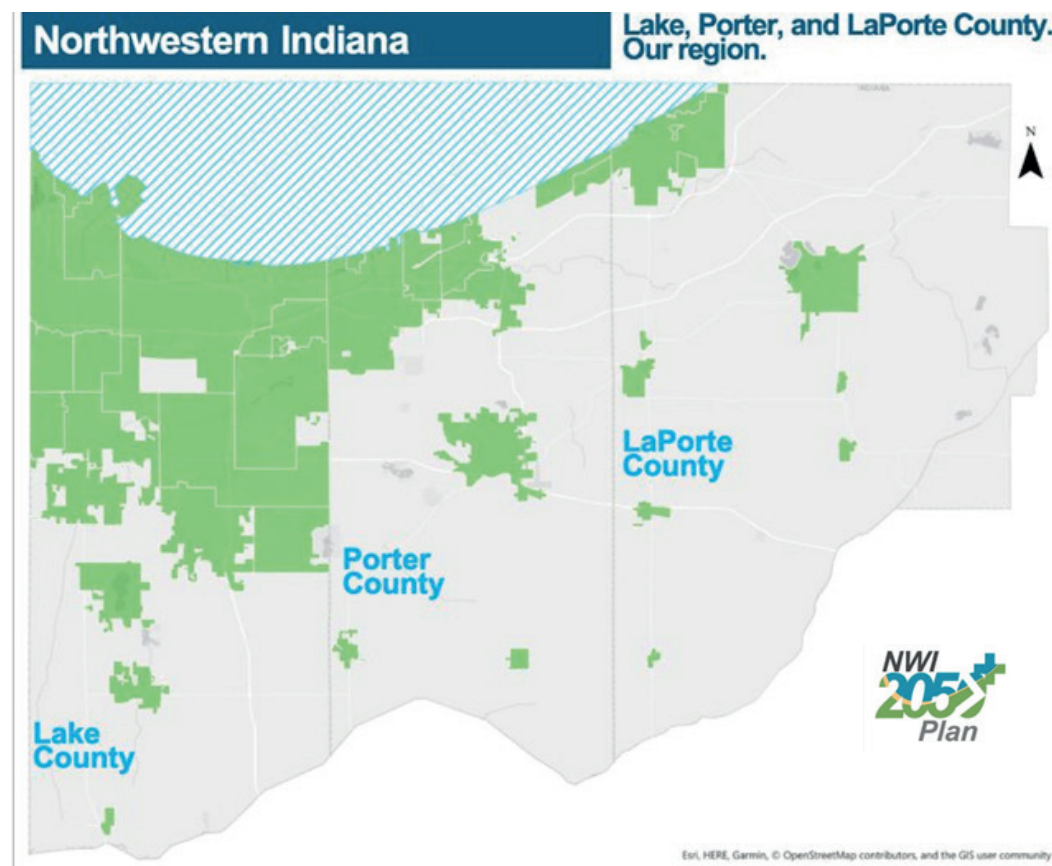 Northwestern Indiana
Lake, Porter, and LaPorte County.
Our region.
INDIANA
N
LaPorte
County
Porter
County
Lake
County
NWI
2050
Plan
Esri, HERE, Garmin, © OpenStreetMap contributors, and the GIS user community